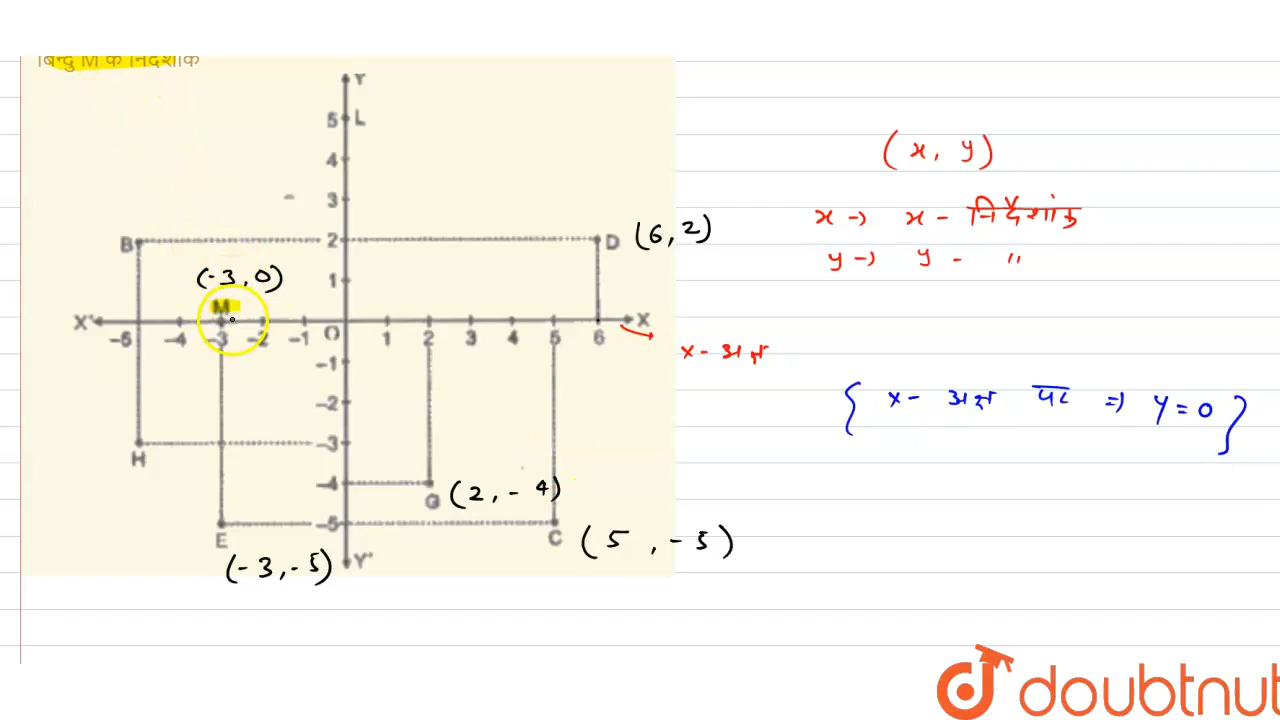 बिन्दु M के निर्देशांक
Y
5 L
4
3
(x, y)
x → x - निर्देशांक
y → y - "
B 2 D (6, 2)
(-3, 0) 1
M
X' -5 -4 -3 -2 -1 O 1 2 3 4 5 6 X
x - अक्ष
-1
-2
{ x - अक्ष पर ⇒ y = 0 }
-3
H
-4
G (2, -4)
-5
E C (5, -5)
(-3, -5) Y'
doubtnut